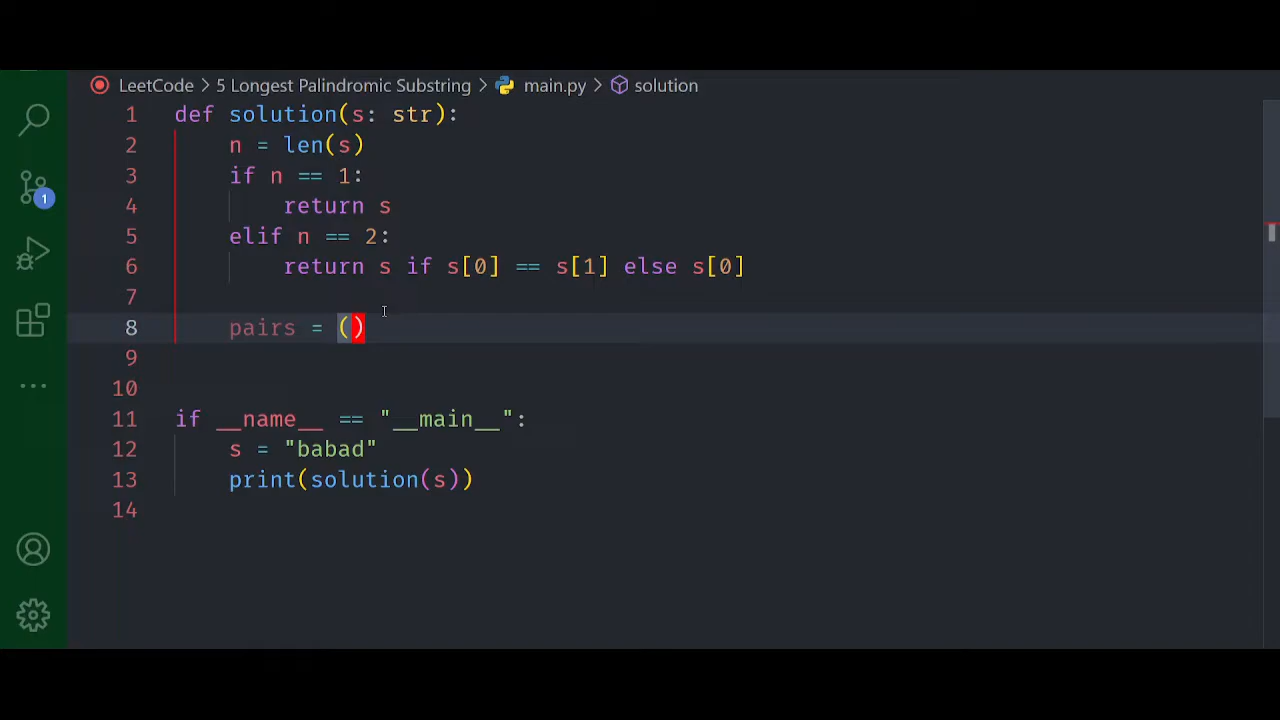 LeetCode > 5 Longest Palindromic Substring > main.py > solution
1 def solution(s: str):
2     n = len(s)
3     if n == 1:
4         return s
5     elif n == 2:
6         return s if s[0] == s[1] else s[0]
7
8     pairs = ()
9
10
11 if __name__ == "__main__":
12     s = "babad"
13     print(solution(s))
14
1